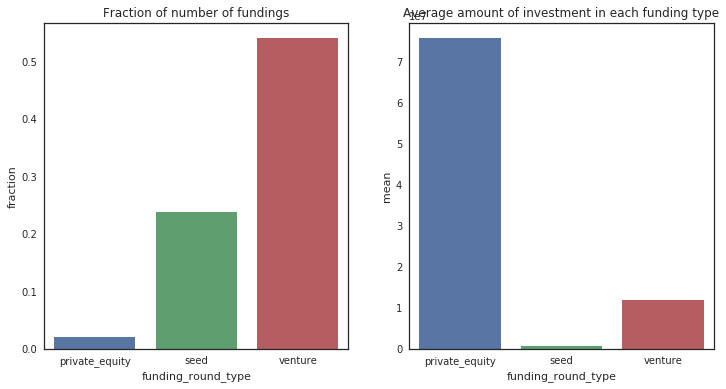 Fraction of number of fundings
0.5
0.4
0.3
0.2
0.1
0.0
fraction
private_equity
seed
venture
funding_round_type
Average amount of investment in each funding type
1e7
7
6
5
4
3
2
1
0
mean
private_equity
seed
venture
funding_round_type